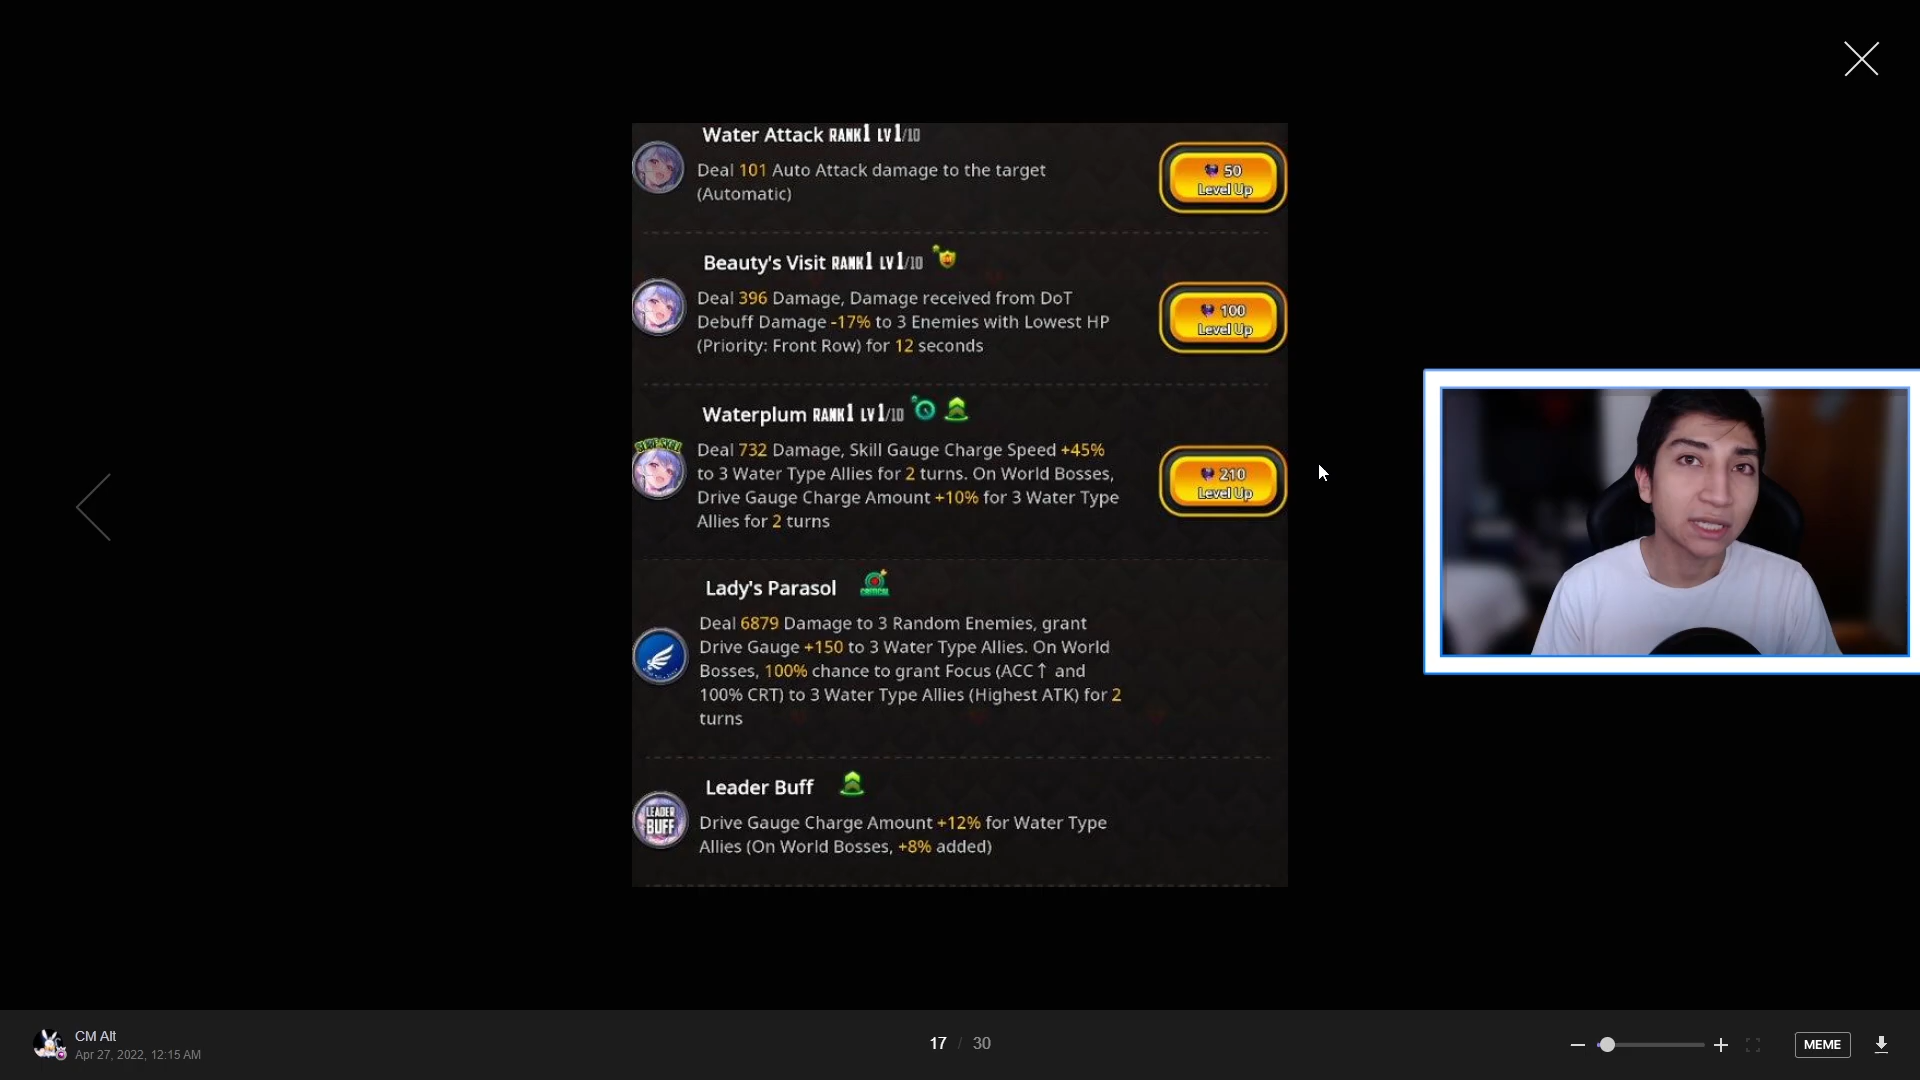 Water Attack RANK1 LV1/10
Deal 101 Auto Attack damage to the target
(Automatic)
50
Level Up
Beauty's Visit RANK1 LV1/10
Deal 396 Damage, Damage received from DoT
Debuff Damage -17% to 3 Enemies with Lowest HP
(Priority: Front Row) for 12 seconds
100
Level Up
Waterplum RANK1 LV1/10
Deal 732 Damage, Skill Gauge Charge Speed +45%
to 3 Water Type Allies for 2 turns. On World Bosses,
Drive Gauge Charge Amount +10% for 3 Water Type
Allies for 2 turns
210
Level Up
Lady's Parasol
CRITICAL
Deal 6879 Damage to 3 Random Enemies, grant
Drive Gauge +150 to 3 Water Type Allies. On World
Bosses, 100% chance to grant Focus (ACC↑ and
100% CRT) to 3 Water Type Allies (Highest ATK) for 2
turns
Leader Buff
LEADER
BUFF
Drive Gauge Charge Amount +12% for Water Type
Allies (On World Bosses, +8% added)
CM Alt
Apr 27, 2022, 12:15 AM
17 / 30
MEME